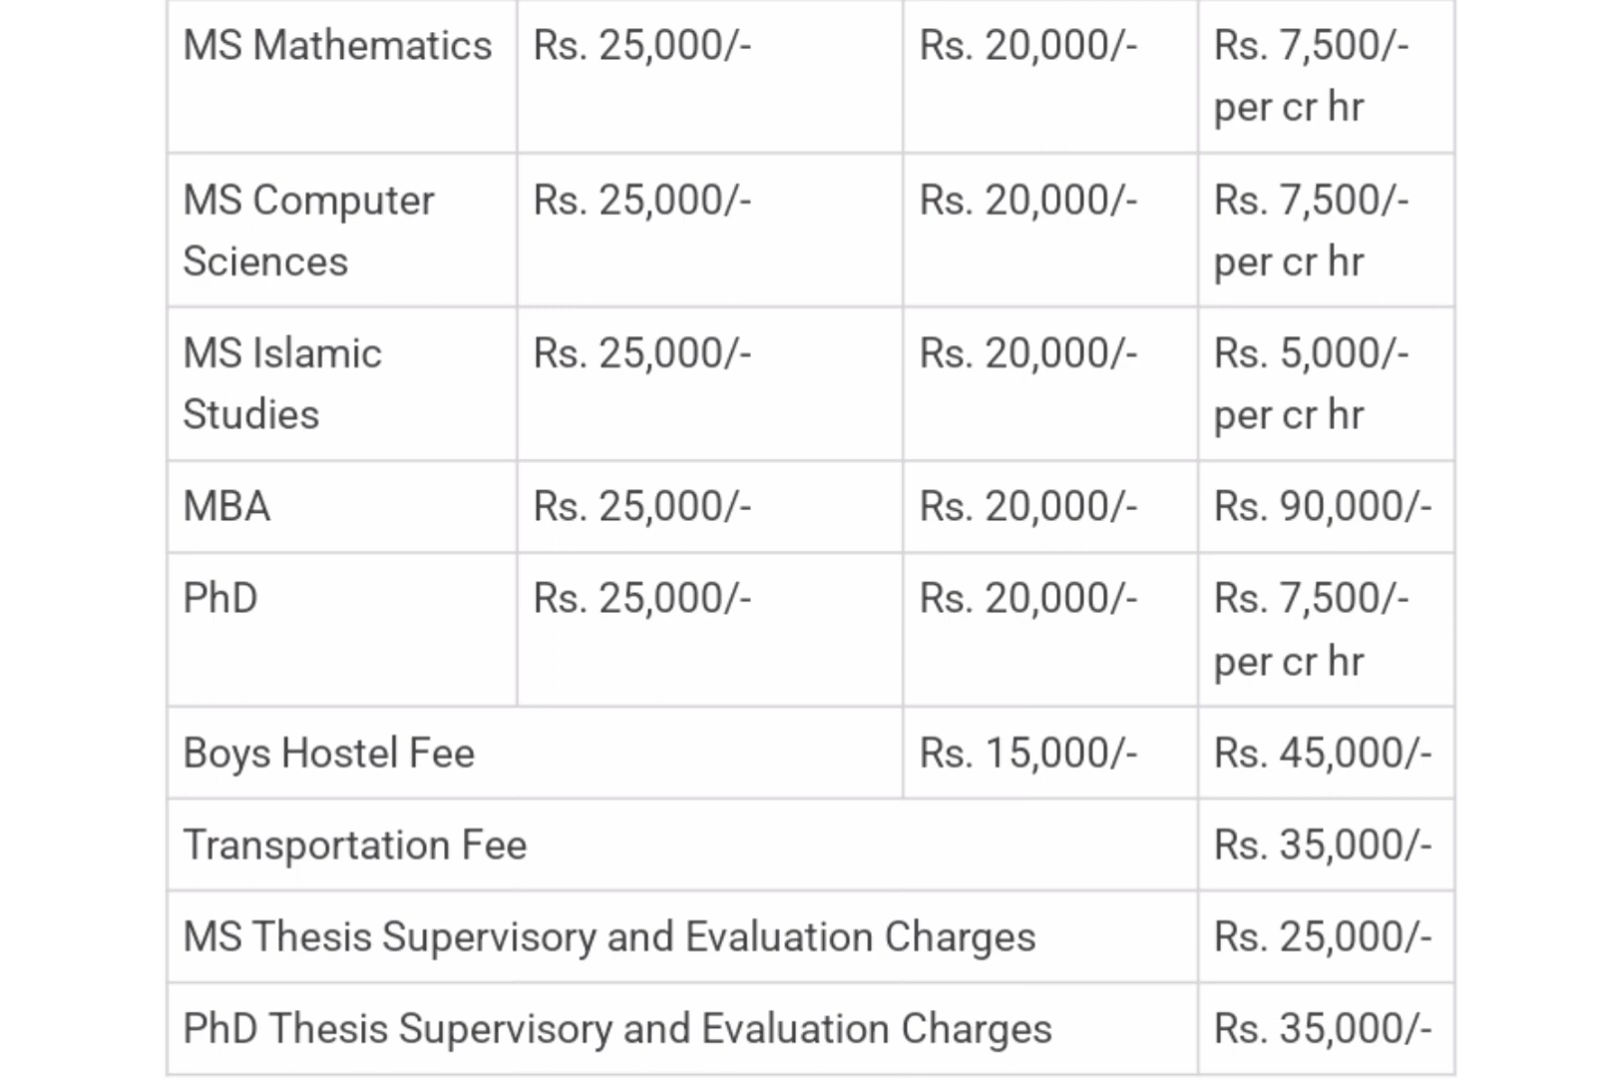 MS Mathematics Rs. 25,000/- Rs. 20,000/- Rs. 7,500/-
per cr hr
MS Computer Rs. 25,000/- Rs. 20,000/- Rs. 7,500/-
Sciences per cr hr
MS Islamic Rs. 25,000/- Rs. 20,000/- Rs. 5,000/-
Studies per cr hr
MBA Rs. 25,000/- Rs. 20,000/- Rs. 90,000/-
PhD Rs. 25,000/- Rs. 20,000/- Rs. 7,500/-
per cr hr
Boys Hostel Fee Rs. 15,000/- Rs. 45,000/-
Transportation Fee Rs. 35,000/-
MS Thesis Supervisory and Evaluation Charges Rs. 25,000/-
PhD Thesis Supervisory and Evaluation Charges Rs. 35,000/-